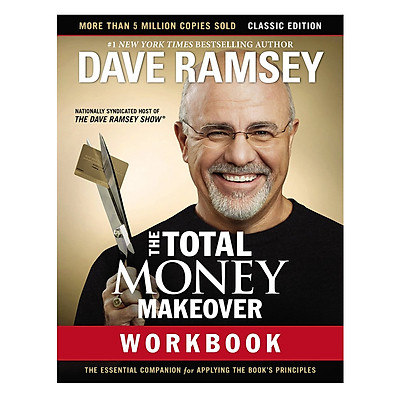 MORE THAN 5 MILLION COPIES SOLD CLASSIC EDITION
#1 NEW YORK TIMES BESTSELLING AUTHOR
DAVE RAMSEY
NATIONALLY SYNDICATED HOST OF
THE DAVE RAMSEY SHOW®
THE TOTAL
MONEY
MAKEOVER
WORKBOOK
THE ESSENTIAL COMPANION for APPLYING THE BOOK'S PRINCIPLES